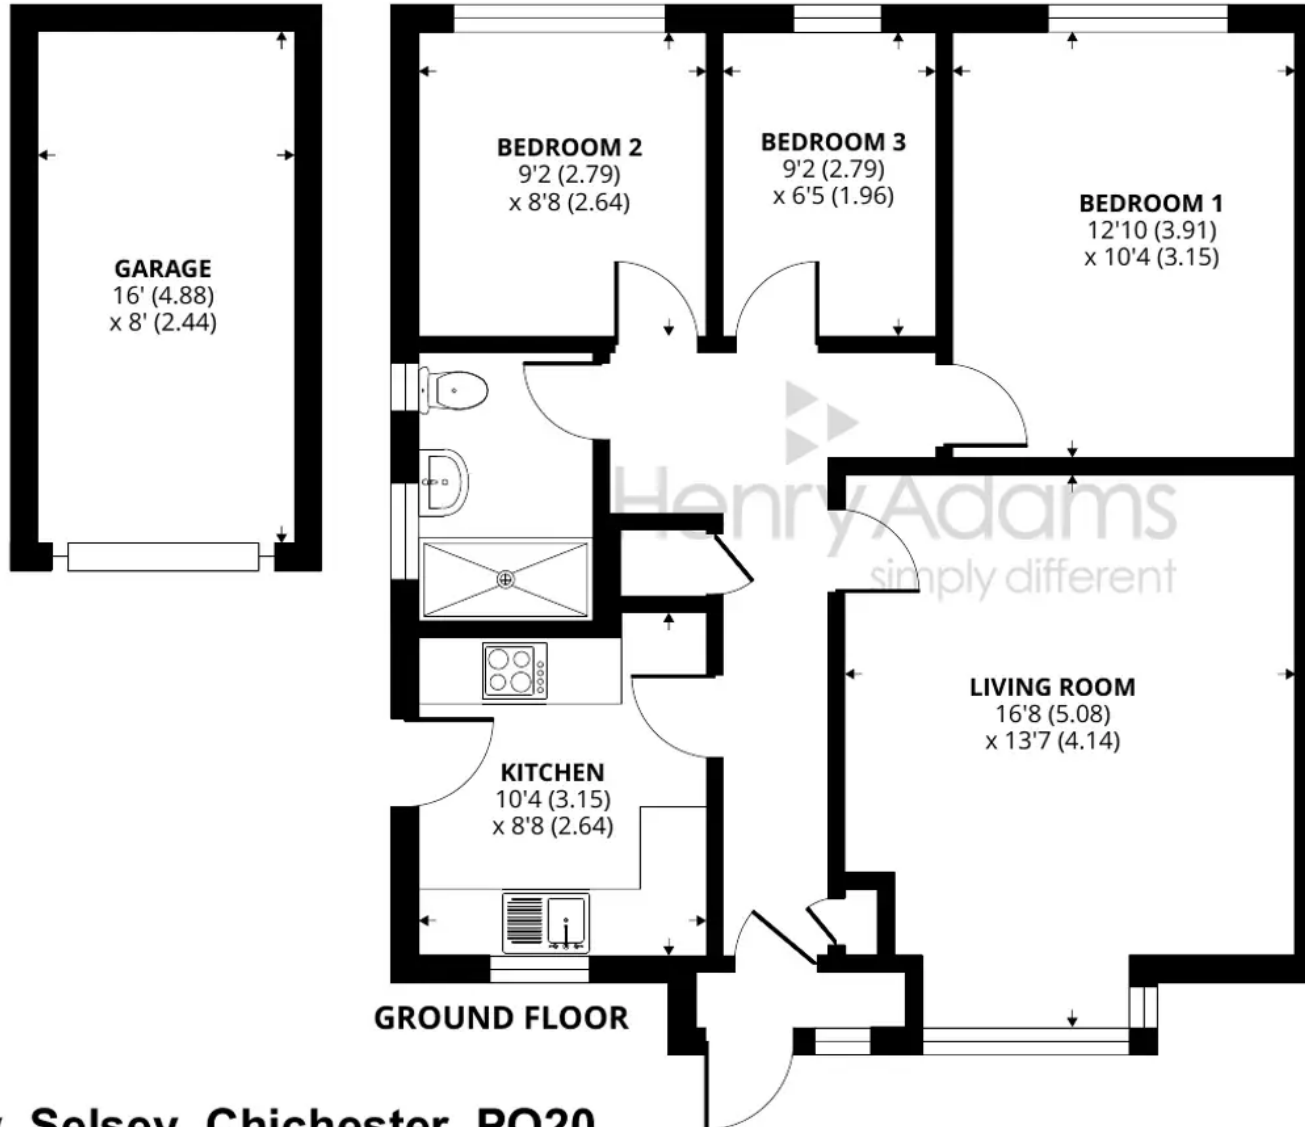 BEDROOM 2
9'2 (2.79)
x 8'8 (2.64)
BEDROOM 3
9'2 (2.79)
x 6'5 (1.96)
BEDROOM 1
12'10 (3.91)
x 10'4 (3.15)
GARAGE
16' (4.88)
x 8' (2.44)
Henry Adams
simply different
LIVING ROOM
16'8 (5.08)
x 13'7 (4.14)
KITCHEN
10'4 (3.15)
x 8'8 (2.64)
GROUND FLOOR
Selsey, Chichester, PO20